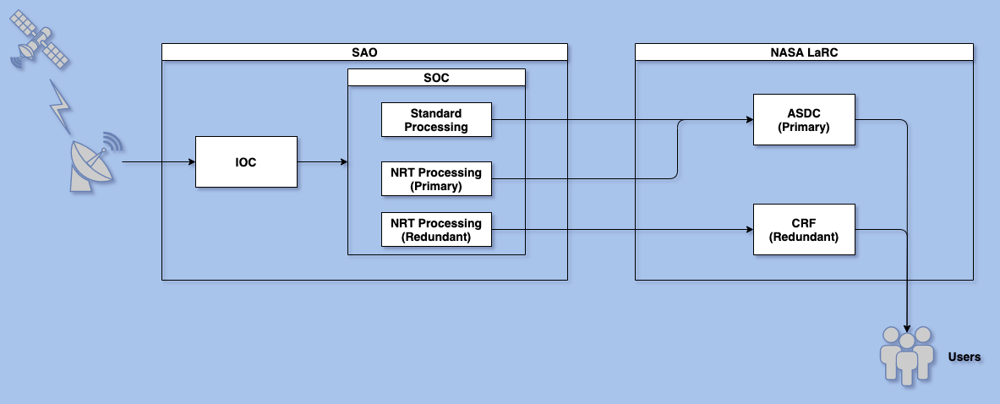 SAO
NASA LaRC
SOC
Standard
Processing
ASDC
(Primary)
IOC
NRT Processing
(Primary)
NRT Processing
(Redundant)
CRF
(Redundant)
Users